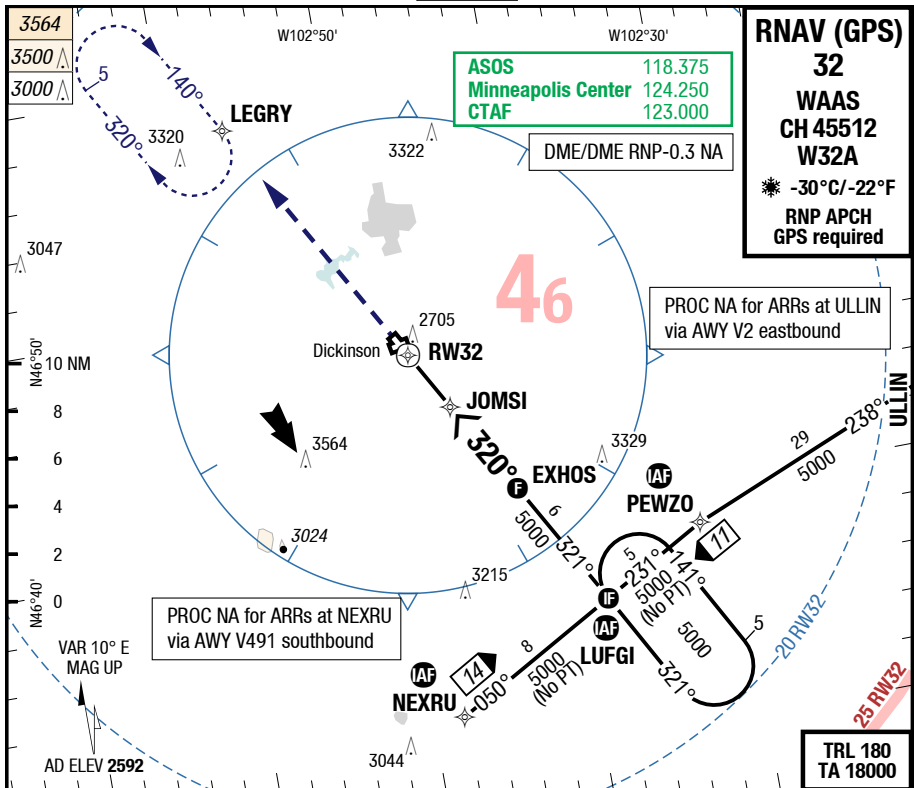 3564
3500
3000
W102°50'
W102°30'
RNAV (GPS)
32
WAAS
CH 45512
W32A
-30°C/-22°F
RNP APCH
GPS required
ASOS 118.375
Minneapolis Center 124.250
CTAF 123.000
DME/DME RNP-0.3 NA
5
140°
320°
LEGRY
3320
3322
3047
46
PROC NA for ARRs at ULLIN
via AWY V2 eastbound
2705
Dickinson
RW32
N46°50'
10 NM
8
6
4
2
0
N46°40'
JOMSI
3564
320°
EXHOS
F
3329
IAF
PEWZO
29
5000
238°
ULLIN
3024
6
5000
321°
5
231°
5000
(No PT)
141°
11
3215
IF
IAF
LUFGI
5000
5
321°
20 RW32
25 RW32
PROC NA for ARRs at NEXRU
via AWY V491 southbound
8
5000
(No PT)
14
050°
IAF
NEXRU
3044
VAR 10° E
MAG UP
AD ELEV 2592
TRL 180
TA 18000